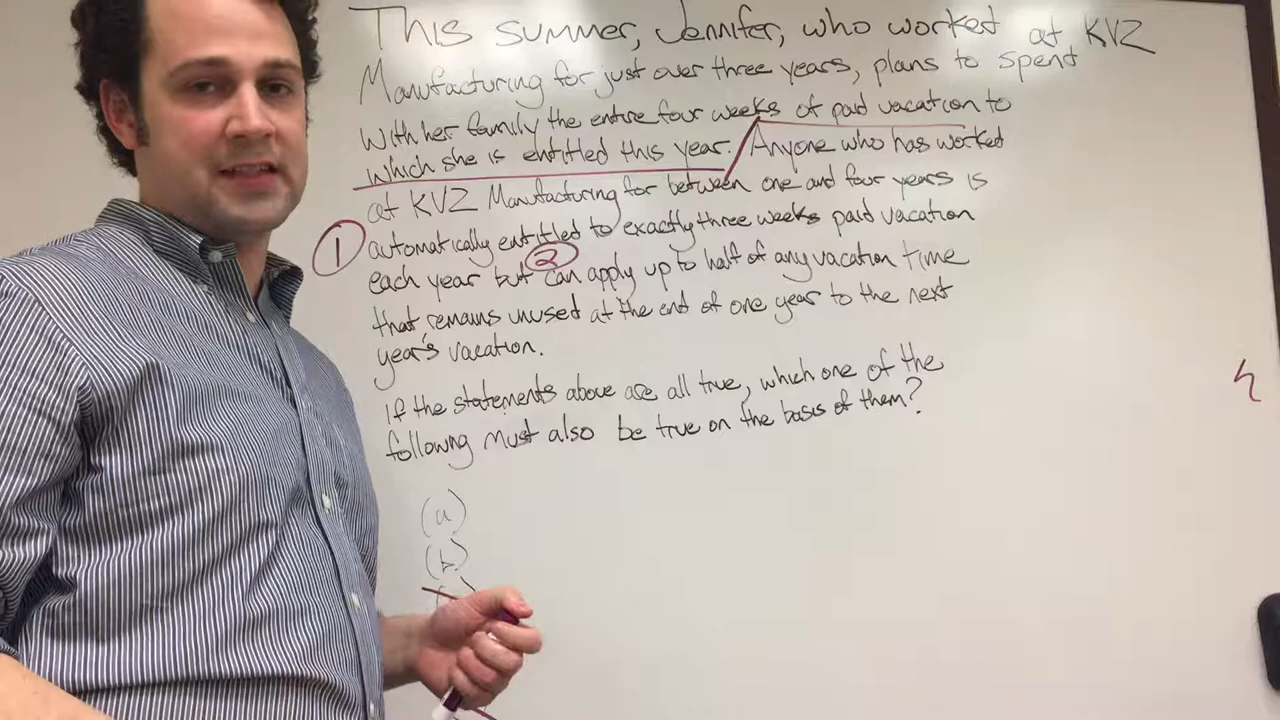 This summer, Jennifer, who worked at KVZ
Manufacturing for just over three years, plans to spend
with her family the entire four weeks of paid vacation to
which she is entitled this year. Anyone who has worked
at KVZ Manufacturing for between one and four years is
1 automatically entitled to exactly three weeks paid vacation
each year but 2 can apply up to half of any vacation time
that remains unused at the end of one year to the next
year's vacation.
If the statements above are all true, which one of the
following must also be true on the basis of them?
(a)
(b)